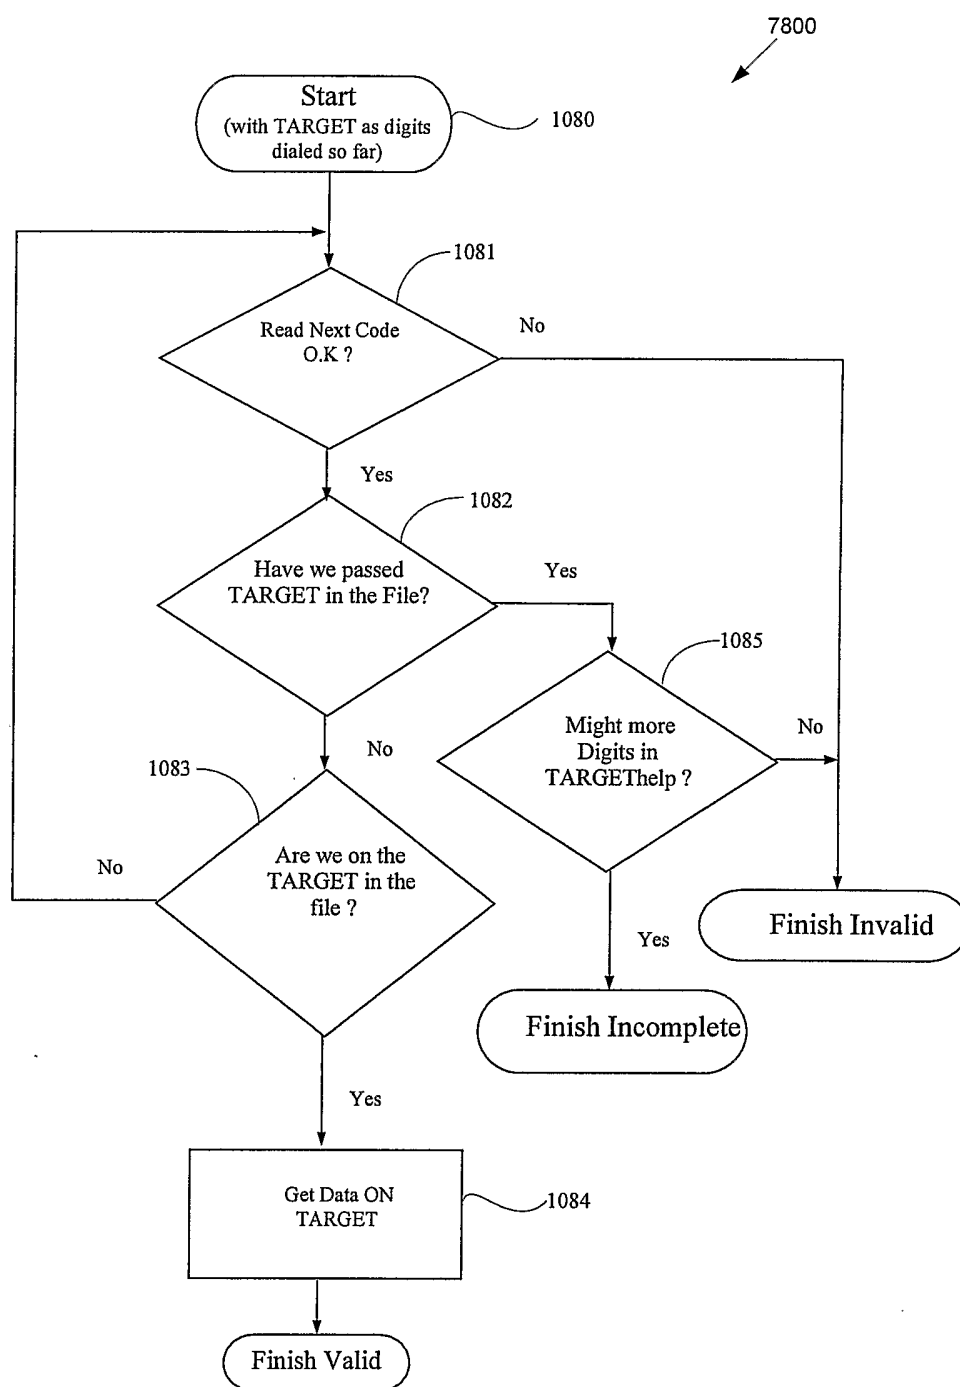 7800
Start
(with TARGET as digits
dialed so far)
1080
1081
Read Next Code
O.K ?
No
Yes
1082
Have we passed
TARGET in the File?
Yes
1085
Might more
Digits in
TARGEThelp ?
No
No
1083
Are we on the
TARGET in the
file ?
No
Finish Invalid
Yes
Finish Incomplete
Yes
Get Data ON
TARGET
1084
Finish Valid